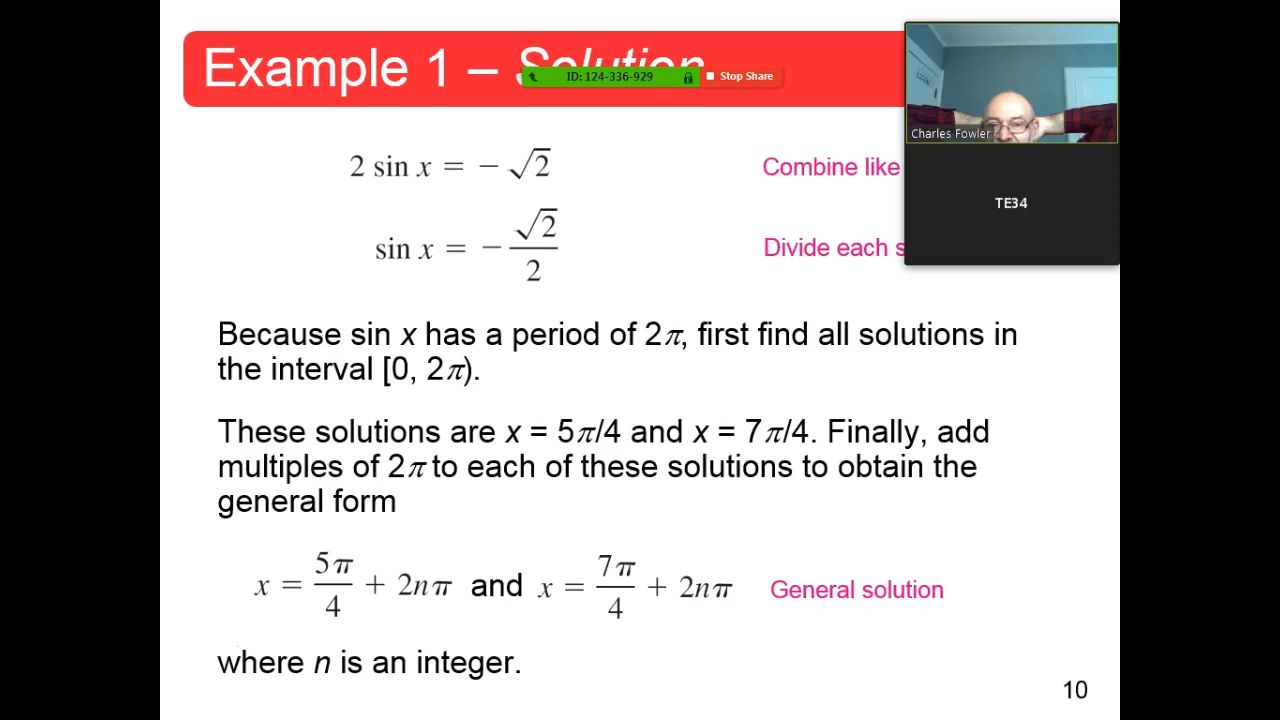 Example 1 – Solution
ID: 124-336-929 Stop Share
Charles Fowler
TE34
2 sin x = − √2 Combine like
sin x = − √2/2 Divide each s
Because sin x has a period of 2π, first find all solutions in
the interval [0, 2π).
These solutions are x = 5π/4 and x = 7π/4. Finally, add
multiples of 2π to each of these solutions to obtain the
general form
x = 5π/4 + 2nπ and x = 7π/4 + 2nπ General solution
where n is an integer.
10